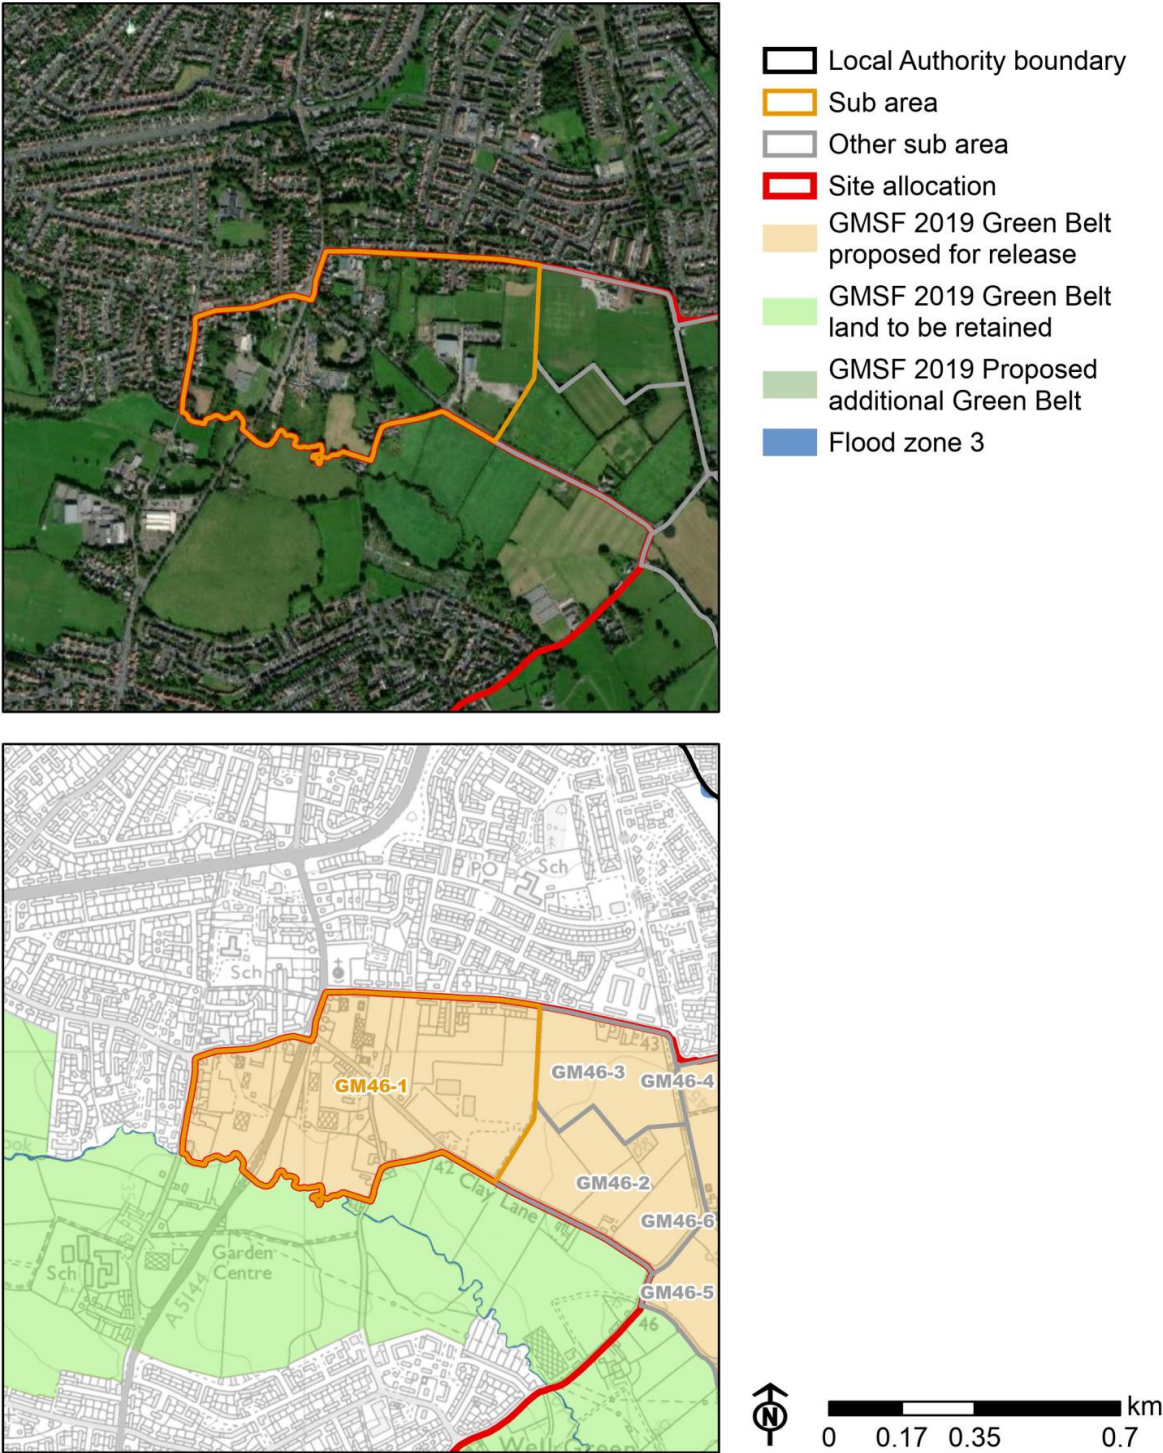 Local Authority boundary
Sub area
Other sub area
Site allocation
GMSF 2019 Green Belt
proposed for release
GMSF 2019 Green Belt
land to be retained
GMSF 2019 Proposed
additional Green Belt
Flood zone 3
PO
Sch
Sch
43
GM46-3
GM46-4
GM46-1
42 Clay Lane
GM46-2
GM46-6
Garden
Centre
Sch
A5144
GM46-5
46
Well Green
N
km
0 0.17 0.35 0.7